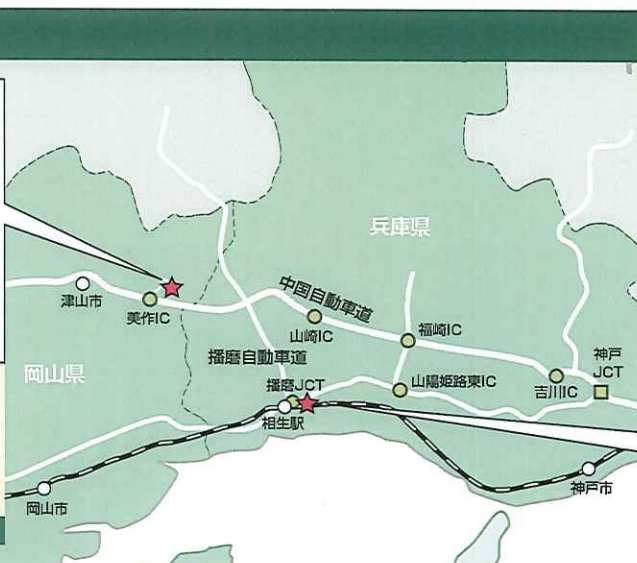 兵庫県
中国自動車道
津山市
美作IC
山崎IC
福崎IC
播磨自動車道
神戸
JCT
岡山県
播磨JCT
山陽姫路東IC
吉川IC
相生駅
神戸市
岡山市